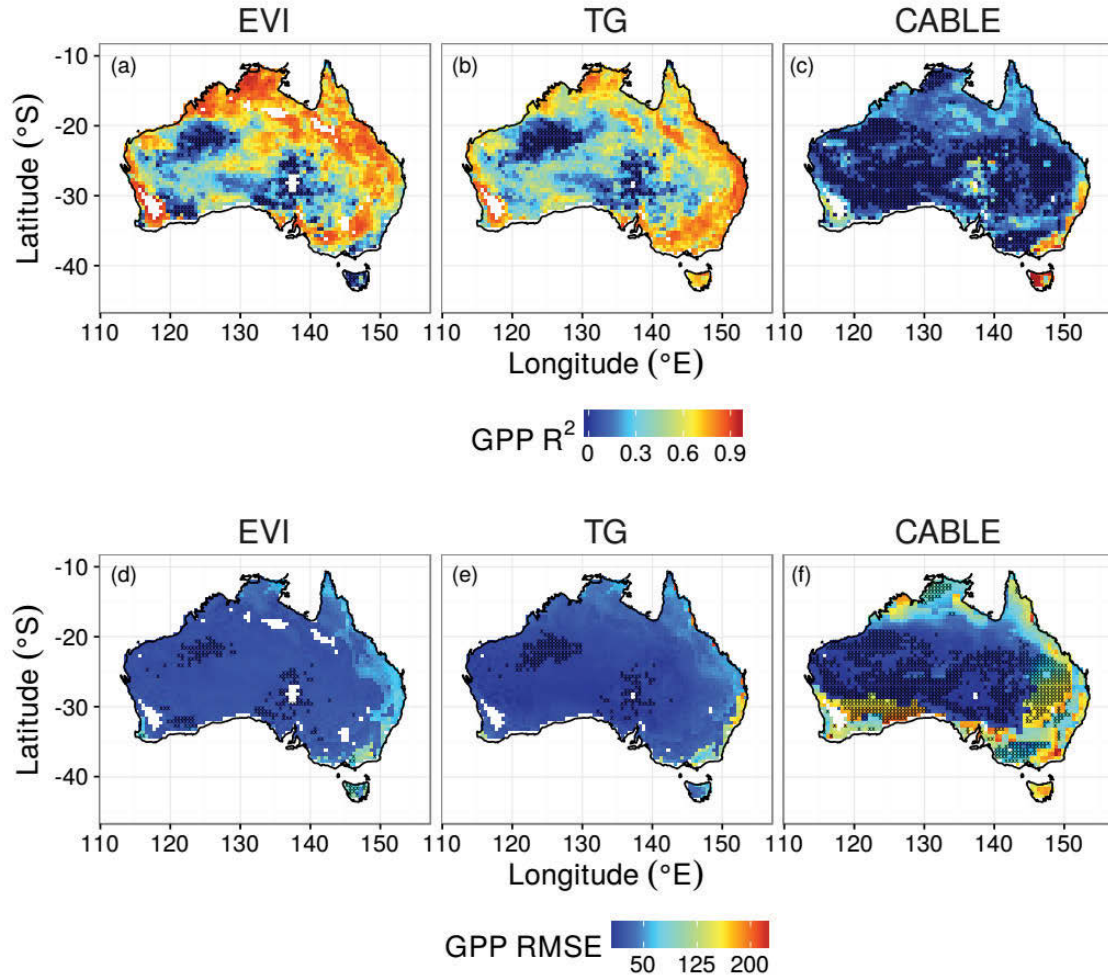 EVI TG CABLE
(a) (b) (c)
-10
-20
-30
-40
Latitude (°S)
110 120 130 140 150 110 120 130 140 150 110 120 130 140 150
Longitude (°E)
GPP R²
0 0.3 0.6 0.9
EVI TG CABLE
(d) (e) (f)
-10
-20
-30
-40
Latitude (°S)
110 120 130 140 150 110 120 130 140 150 110 120 130 140 150
Longitude (°E)
GPP RMSE
50 125 200